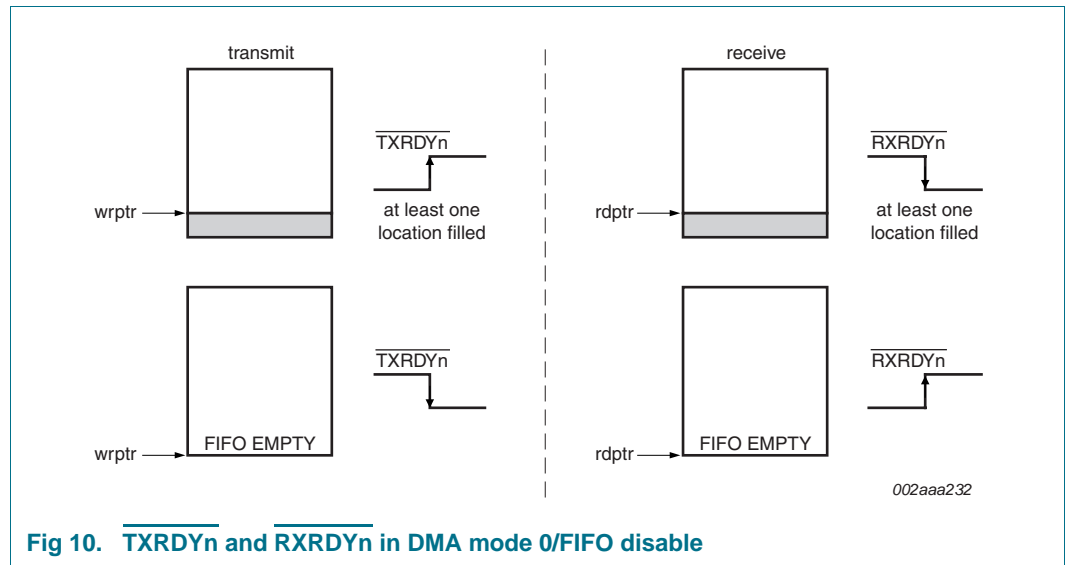 transmit
TXRDYn
wrptr
at least one
location filled
TXRDYn
FIFO EMPTY
wrptr
receive
RXRDYn
rdptr
at least one
location filled
RXRDYn
FIFO EMPTY
rdptr
002aaa232
Fig 10. TXRDYn and RXRDYn in DMA mode 0/FIFO disable